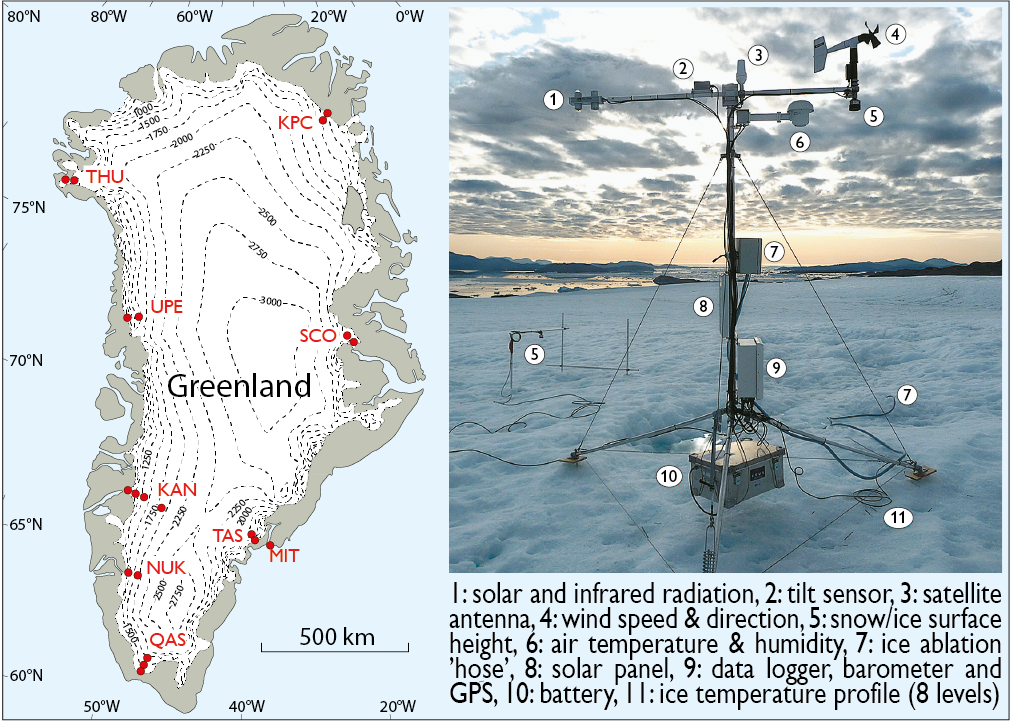 80°N
80°W
60°W
40°W
20°W
0°W
1000
1500
1750
2000
2250
KPC
THU
75°N
2500
2750
UPE
3000
SCO
70°N
Greenland
1250
KAN
1750
2250
2250
2000
65°N
TAS
MIT
NUK
2500
2750
1500
QAS
500 km
60°N
50°W
40°W
20°W
1
2
3
4
5
6
7
8
5
9
7
10
11
1: solar and infrared radiation, 2: tilt sensor, 3: satellite
antenna, 4: wind speed & direction, 5: snow/ice surface
height, 6: air temperature & humidity, 7: ice ablation
'hose', 8: solar panel, 9: data logger, barometer and
GPS, 10: battery, 11: ice temperature profile (8 levels)